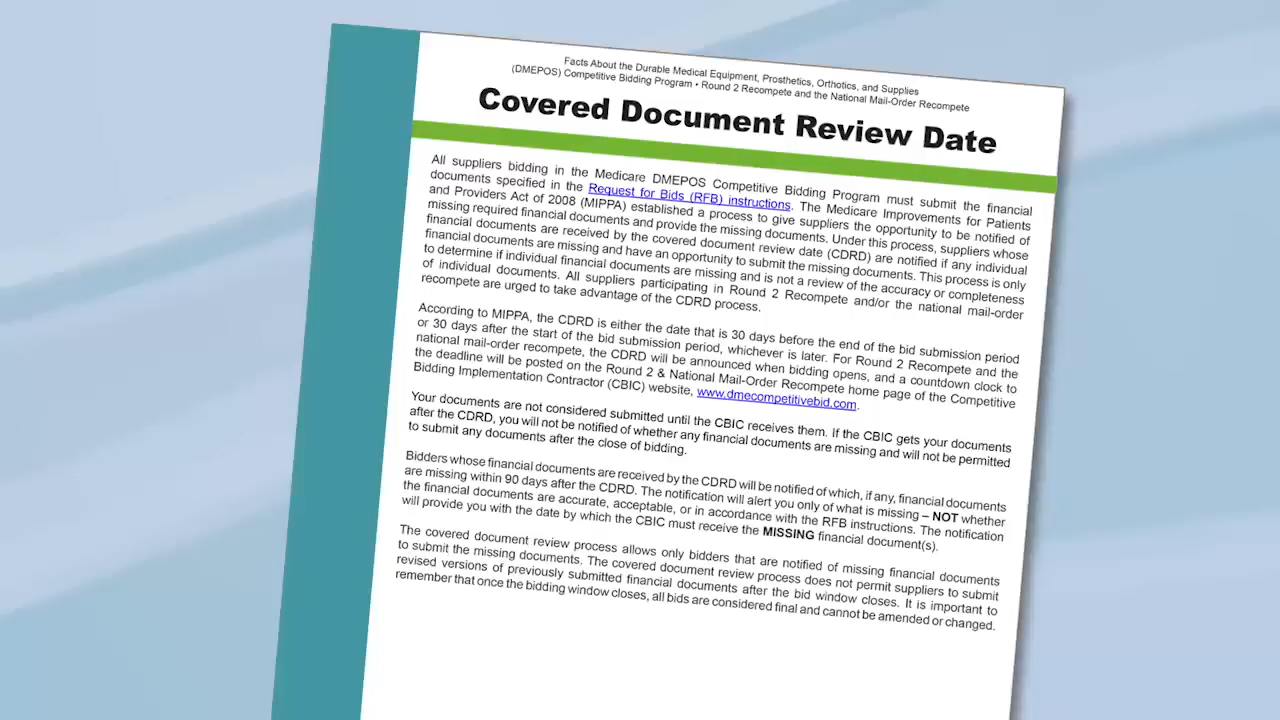 Facts About the Durable Medical Equipment, Prosthetics, Orthotics, and Supplies
(DMEPOS) Competitive Bidding Program • Round 2 Recompete and the National Mail-Order Recompete
Covered Document Review Date
All suppliers bidding in the Medicare DMEPOS Competitive Bidding Program must submit the financial
documents specified in the Request for Bids (RFB) instructions. The Medicare Improvements for Patients
and Providers Act of 2008 (MIPPA) established a process to give suppliers the opportunity to be notified of
missing required financial documents and provide the missing documents. Under this process, suppliers whose
financial documents are received by the covered document review date (CDRD) are notified if any individual
financial documents are missing and have an opportunity to submit the missing documents. This process is only
to determine if individual financial documents are missing and is not a review of the accuracy or completeness
of individual documents. All suppliers participating in Round 2 Recompete and/or the national mail-order
recompete are urged to take advantage of the CDRD process.
According to MIPPA, the CDRD is either the date that is 30 days before the end of the bid submission period
or 30 days after the start of the bid submission period, whichever is later. For Round 2 Recompete and the
national mail-order recompete, the CDRD will be announced when bidding opens, and a countdown clock to
the deadline will be posted on the Round 2 & National Mail-Order Recompete home page of the Competitive
Bidding Implementation Contractor (CBIC) website, www.dmecompetitivebid.com.
Your documents are not considered submitted until the CBIC receives them. If the CBIC gets your documents
after the CDRD, you will not be notified of whether any financial documents are missing and will not be permitted
to submit any documents after the close of bidding.
Bidders whose financial documents are received by the CDRD will be notified of which, if any, financial documents
are missing within 90 days after the CDRD. The notification will alert you only of what is missing – NOT whether
the financial documents are accurate, acceptable, or in accordance with the RFB instructions. The notification
will provide you with the date by which the CBIC must receive the MISSING financial document(s).
The covered document review process allows only bidders that are notified of missing financial documents
to submit the missing documents. The covered document review process does not permit suppliers to submit
revised versions of previously submitted financial documents after the bid window closes. It is important to
remember that once the bidding window closes, all bids are considered final and cannot be amended or changed.